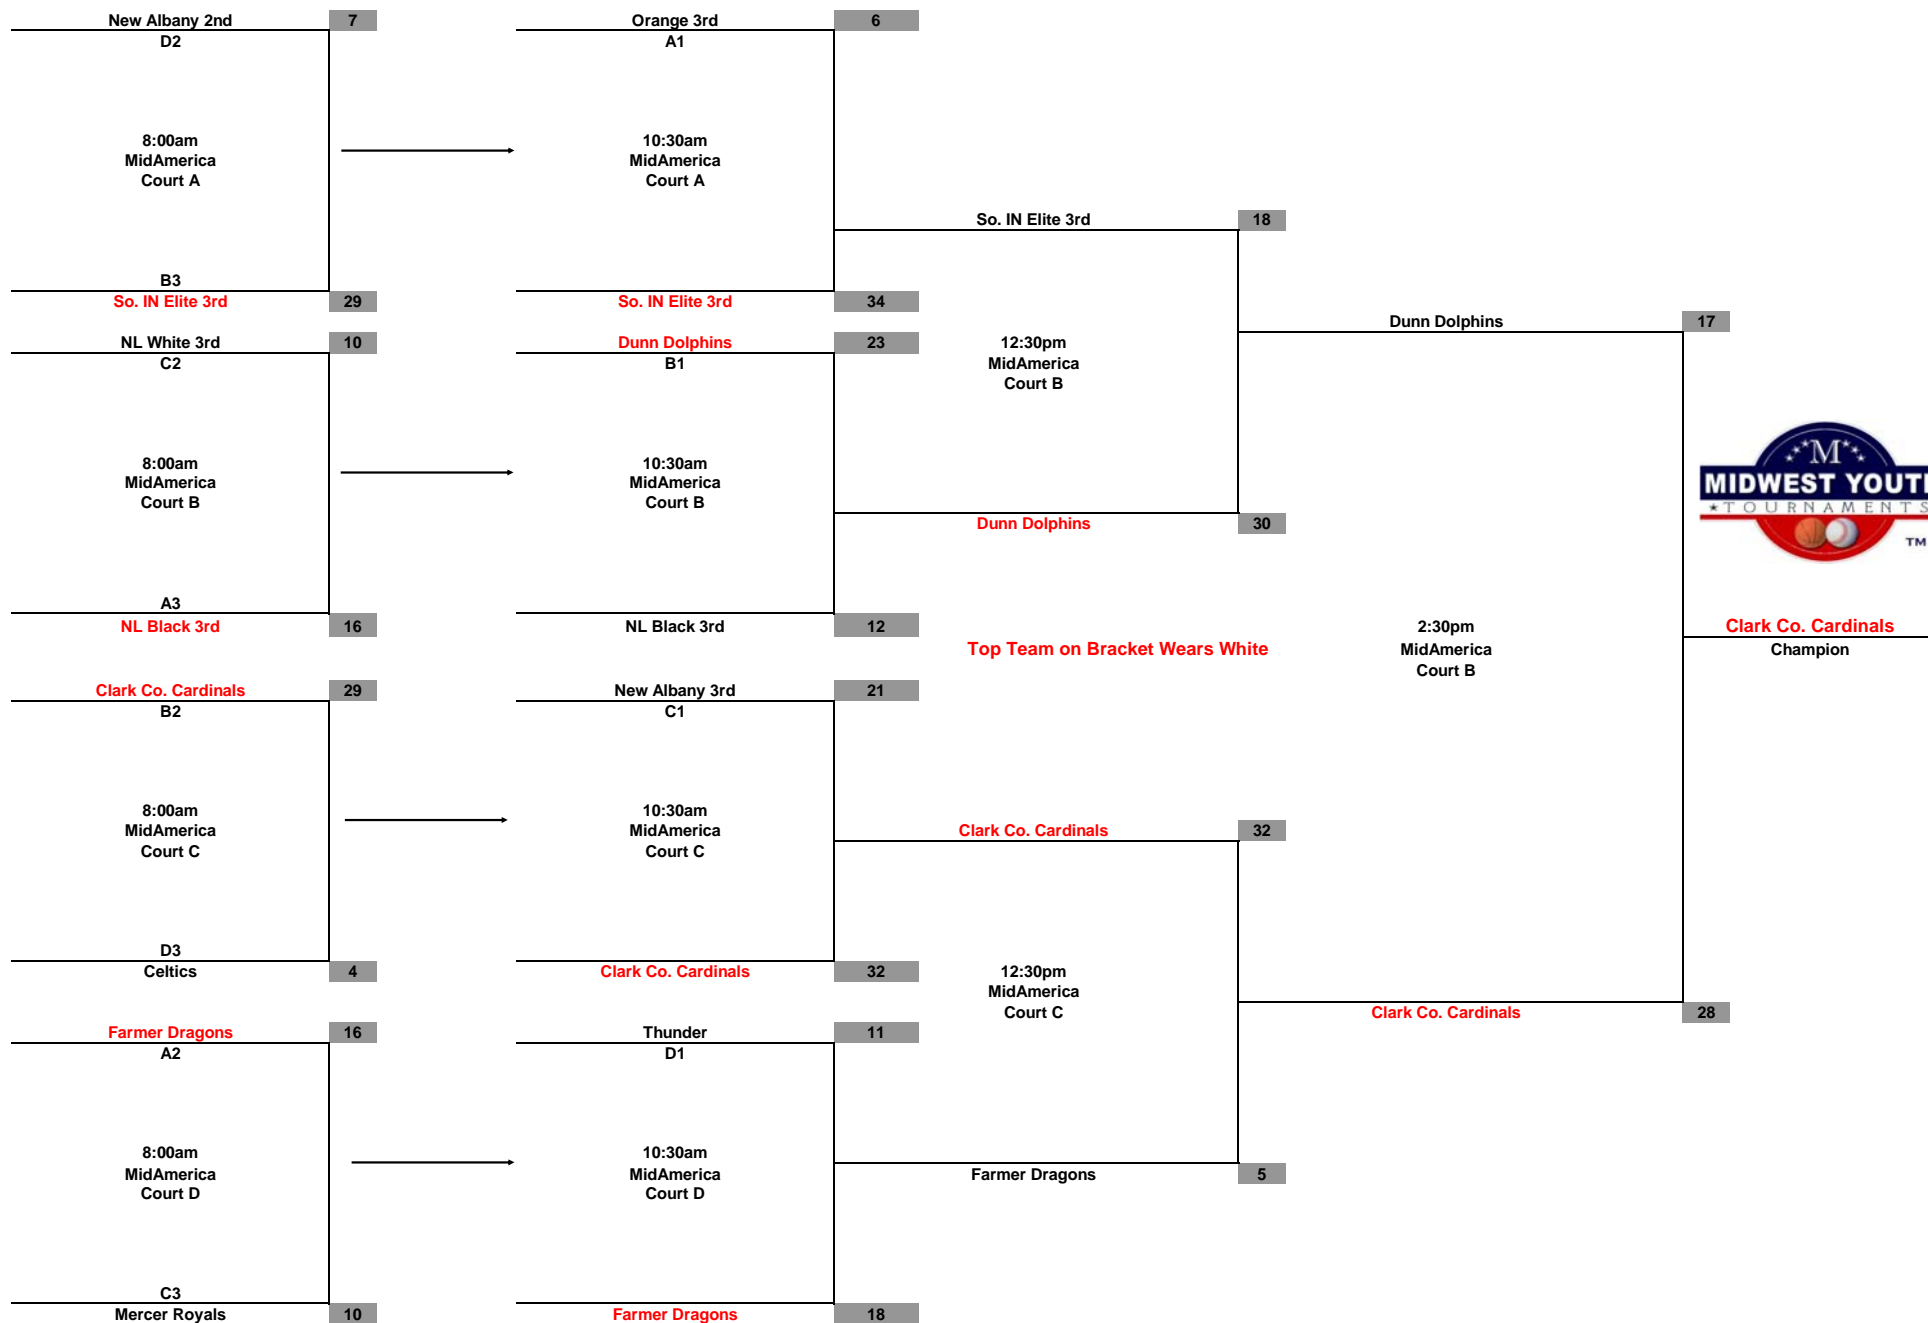 New Albany 2nd 7
D2
8:00am
MidAmerica
Court A
B3
So. IN Elite 3rd 29
NL White 3rd 10
C2
8:00am
MidAmerica
Court B
A3
NL Black 3rd 16
Clark Co. Cardinals 29
B2
8:00am
MidAmerica
Court C
D3
Celtics 4
Farmer Dragons 16
A2
8:00am
MidAmerica
Court D
C3
Mercer Royals 10
Orange 3rd 6
A1
10:30am
MidAmerica
Court A
So. IN Elite 3rd 34
Dunn Dolphins 23
B1
10:30am
MidAmerica
Court B
NL Black 3rd 12
New Albany 3rd 21
C1
10:30am
MidAmerica
Court C
Clark Co. Cardinals 32
Thunder 11
D1
10:30am
MidAmerica
Court D
Farmer Dragons 18
So. IN Elite 3rd 18
12:30pm
MidAmerica
Court B
Dunn Dolphins 30
Top Team on Bracket Wears White
Clark Co. Cardinals 32
12:30pm
MidAmerica
Court C
Farmer Dragons 5
Dunn Dolphins 17
2:30pm
MidAmerica
Court B
Clark Co. Cardinals 28
M
MIDWEST YOUTH
TOURNAMENTS
TM
Clark Co. Cardinals
Champion